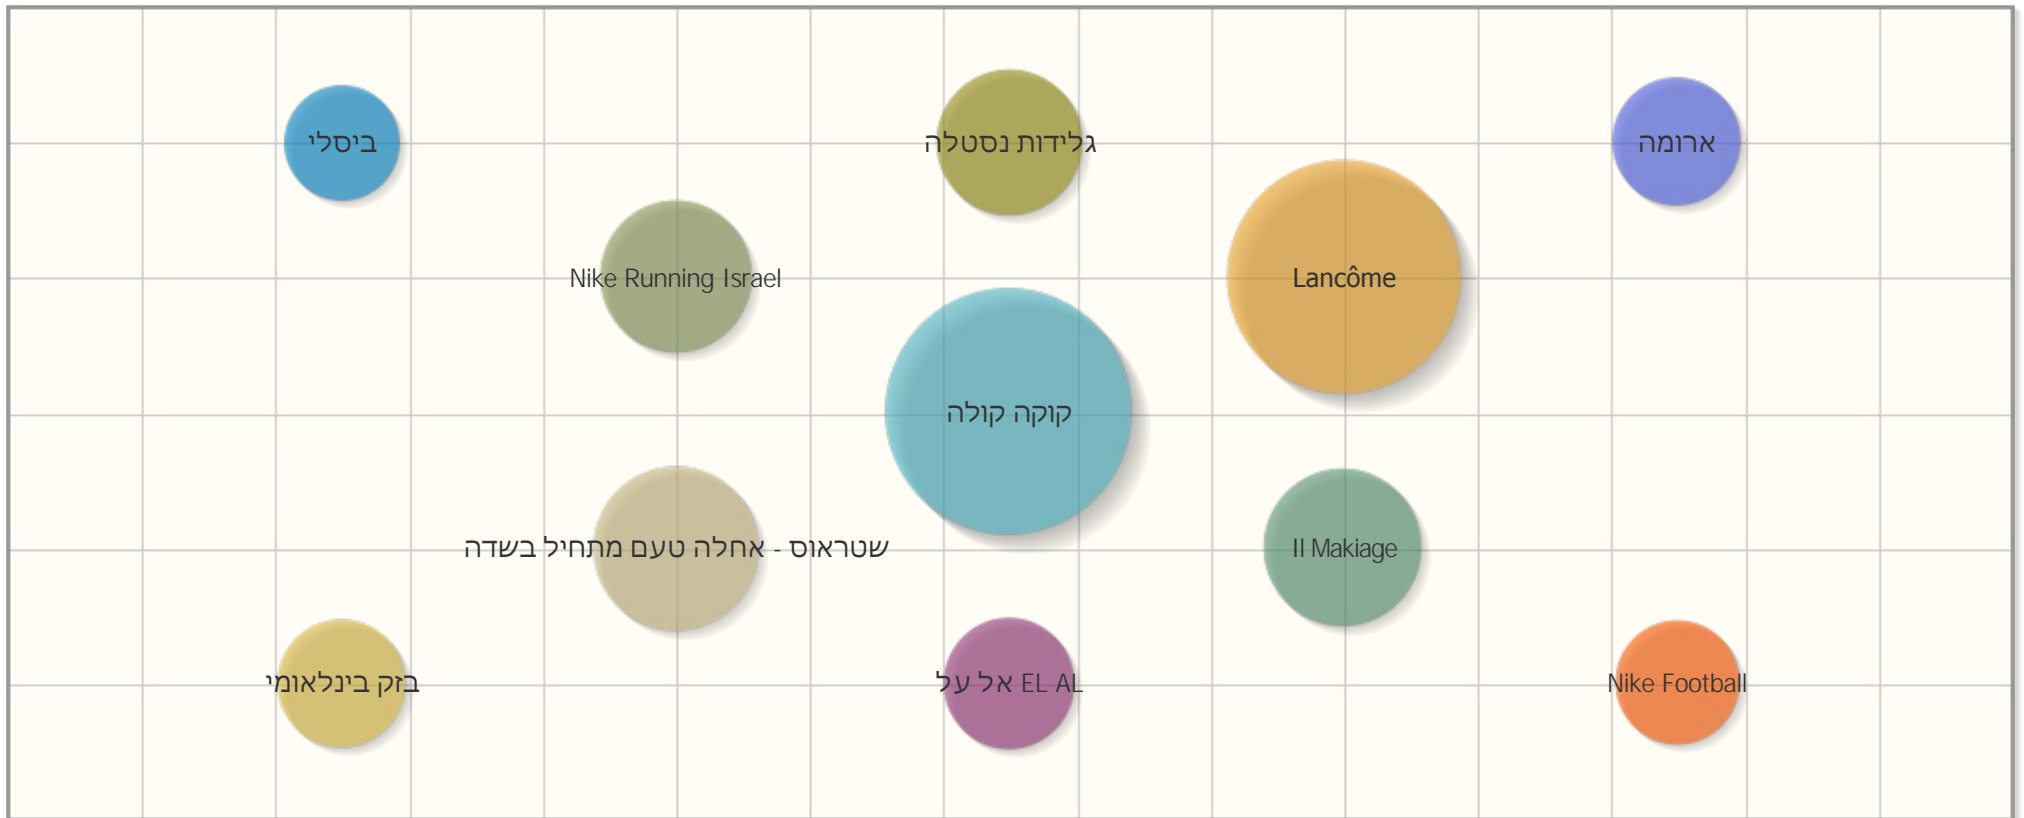 ביסלי
גלידות נסטלה
ארומה
Nike Running Israel
Lancôme
קוקה קולה
שטראוס - אחלה טעם מתחיל בשדה
Il Makiage
בזק בינלאומי
אל על EL AL
Nike Football